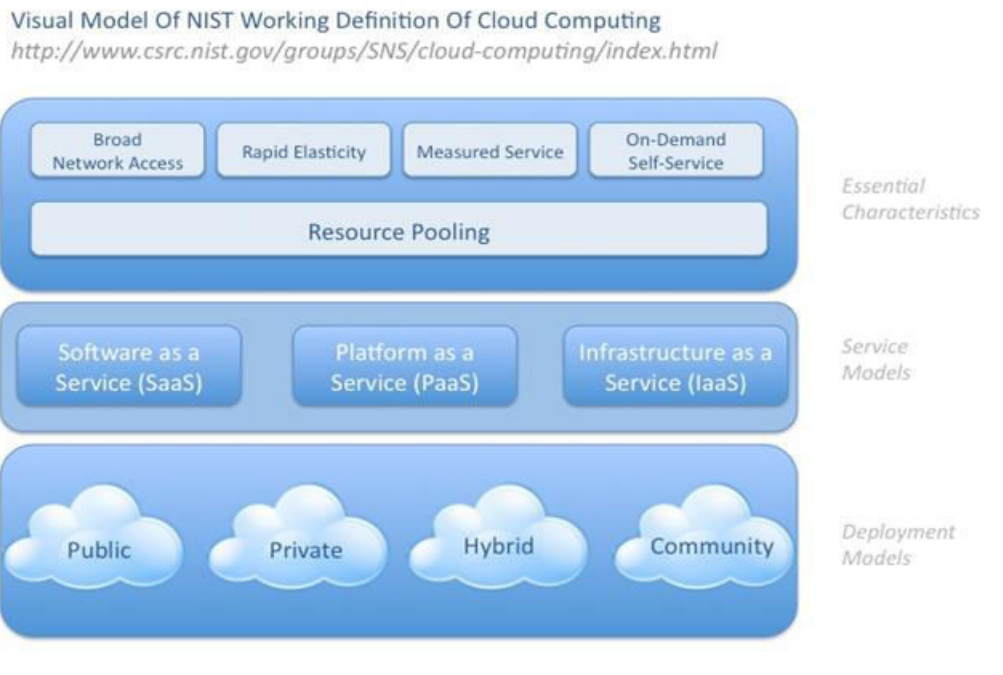 Visual Model Of NIST Working Definition Of Cloud Computing
http://www.csrc.nist.gov/groups/SNS/cloud-computing/index.html
Broad
Network Access
Rapid Elasticity
Measured Service
On-Demand
Self-Service
Resource Pooling
Essential
Characteristics
Software as a
Service (SaaS)
Platform as a
Service (PaaS)
Infrastructure as a
Service (IaaS)
Service
Models
Public
Private
Hybrid
Community
Deployment
Models